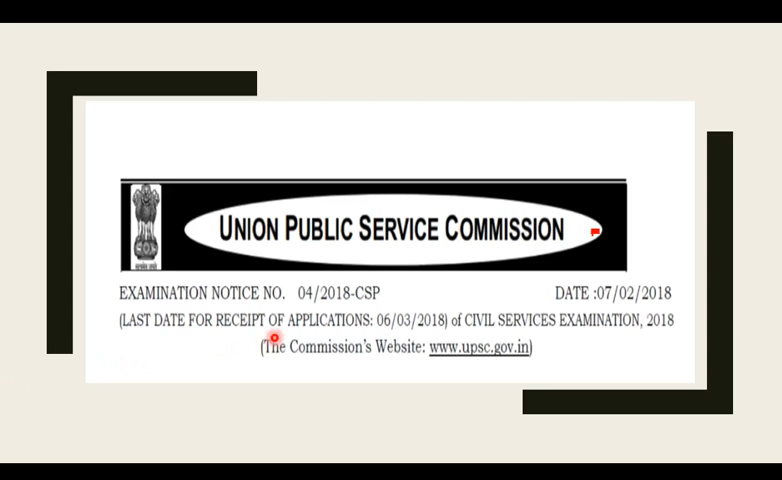 UNION PUBLIC SERVICE COMMISSION
EXAMINATION NOTICE NO. 04/2018-CSP DATE :07/02/2018
(LAST DATE FOR RECEIPT OF APPLICATIONS: 06/03/2018) of CIVIL SERVICES EXAMINATION, 2018
(The Commission's Website: www.upsc.gov.in)